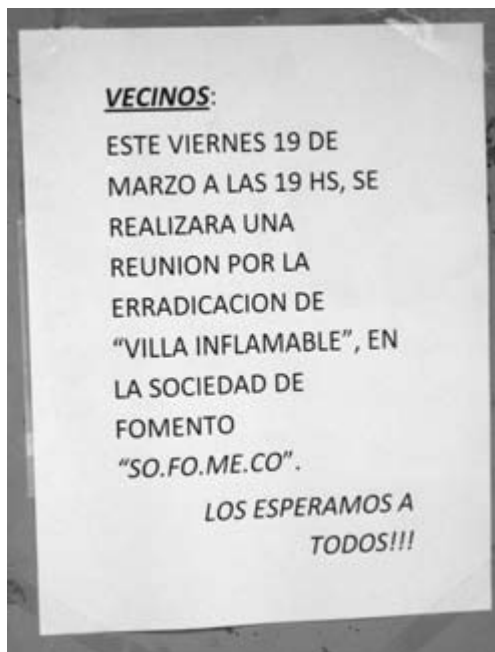 VECINOS:
ESTE VIERNES 19 DE
MARZO A LAS 19 HS, SE
REALIZARA UNA
REUNION POR LA
ERRADICACION DE
“VILLA INFLAMABLE”, EN
LA SOCIEDAD DE
FOMENTO
“SO.FO.ME.CO”.
LOS ESPERAMOS A
TODOS!!!